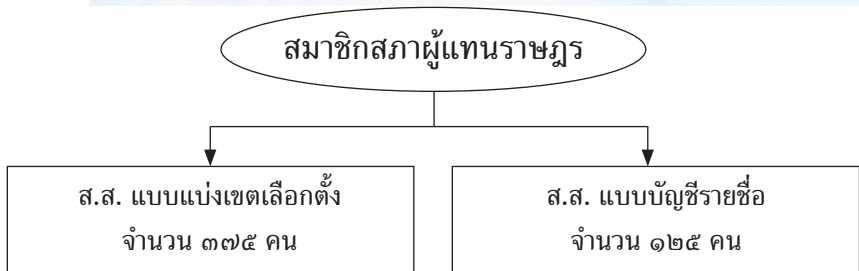 สมาชิกสภาผู้แทนราษฎร
ส.ส. แบบแบ่งเขตเลือกตั้ง
จำนวน ๓๗๕ คน
ส.ส. แบบบัญชีรายชื่อ
จำนวน ๑๒๕ คน